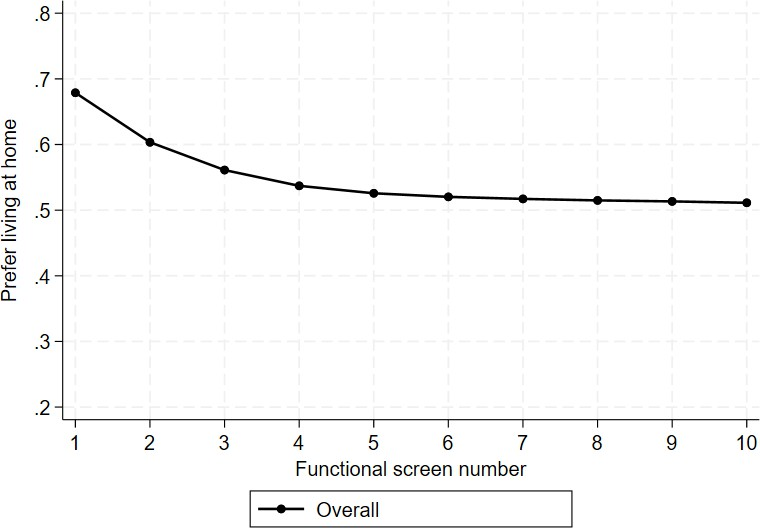 Prefer living at home
.8
.7
.6
.5
.4
.3
.2
1 2 3 4 5 6 7 8 9 10
Functional screen number
Overall